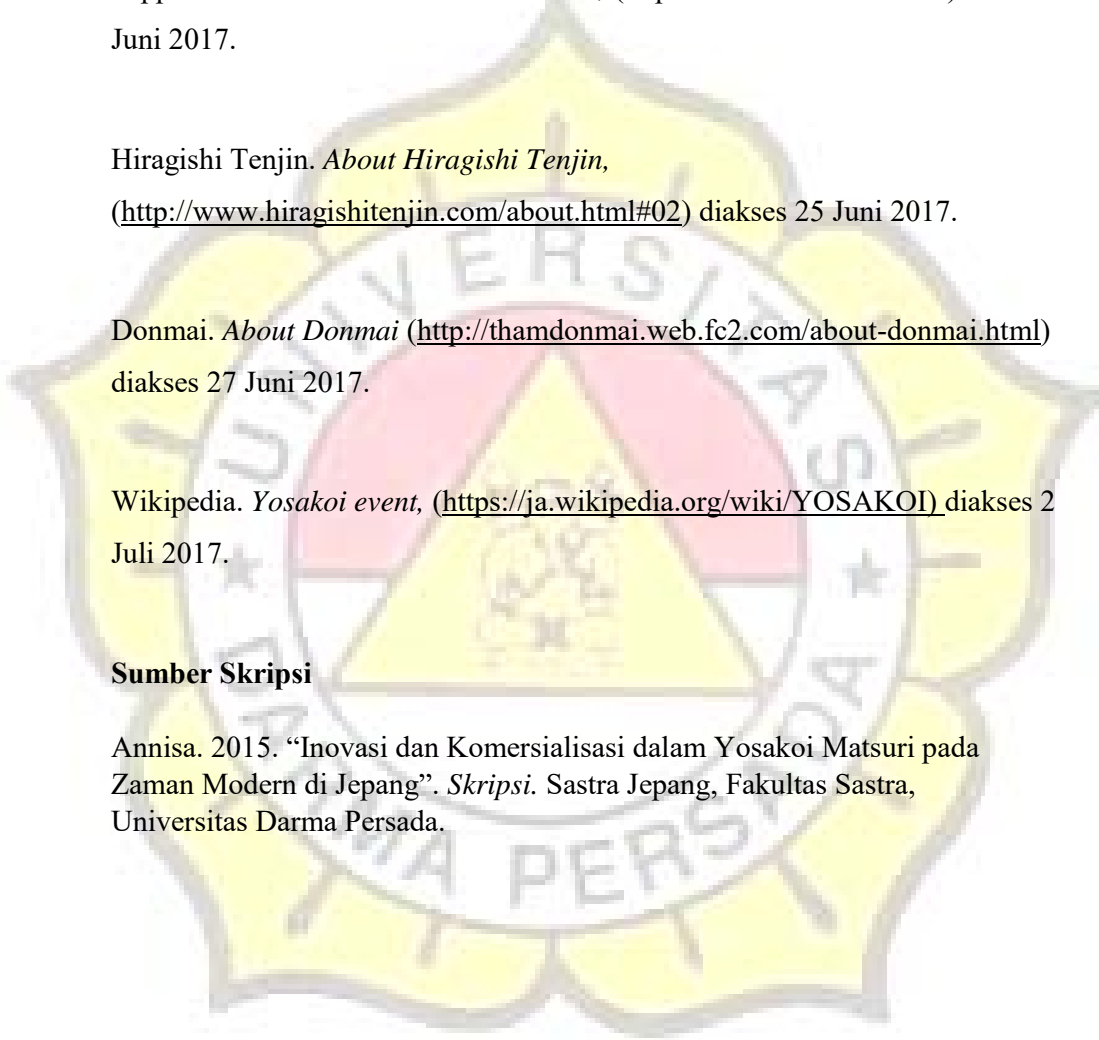 Juni 2017.
Hiragishi Tenjin. About Hiragishi Tenjin,
(http://www.hiragishitenjin.com/about.html#02) diakses 25 Juni 2017.
Donmai. About Donmai (http://thamdonmai.web.fc2.com/about-donmai.html)
diakses 27 Juni 2017.
Wikipedia. Yosakoi event, (https://ja.wikipedia.org/wiki/YOSAKOI) diakses 2
Juli 2017.
Sumber Skripsi
Annisa. 2015. “Inovasi dan Komersialisasi dalam Yosakoi Matsuri pada
Zaman Modern di Jepang”. Skripsi. Sastra Jepang, Fakultas Sastra,
Universitas Darma Persada.
UNIVERSITAS
DARMA PERSADA